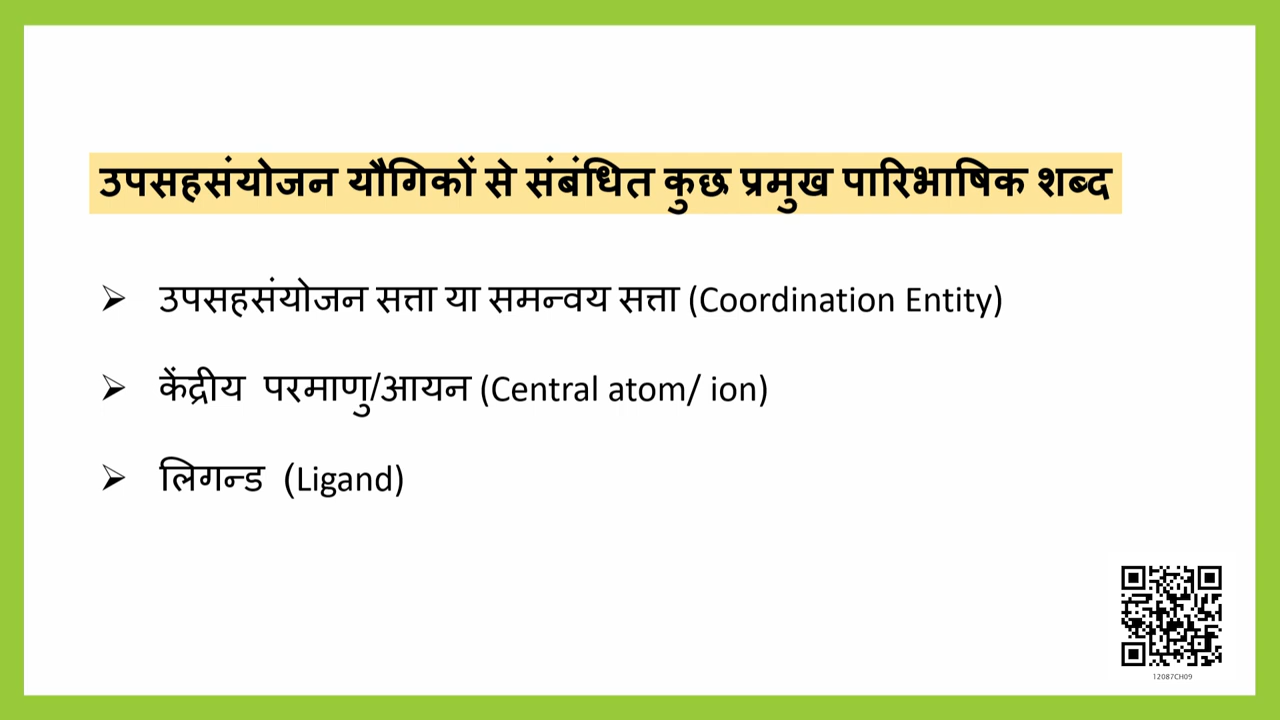 उपसहसंयोजन यौगिकों से संबंधित कुछ प्रमुख पारिभाषिक शब्द
➢ उपसहसंयोजन सत्ता या समन्वय सत्ता (Coordination Entity)
➢ केंद्रीय परमाणु/आयन (Central atom/ ion)
➢ लिगन्ड (Ligand)
12087CH09